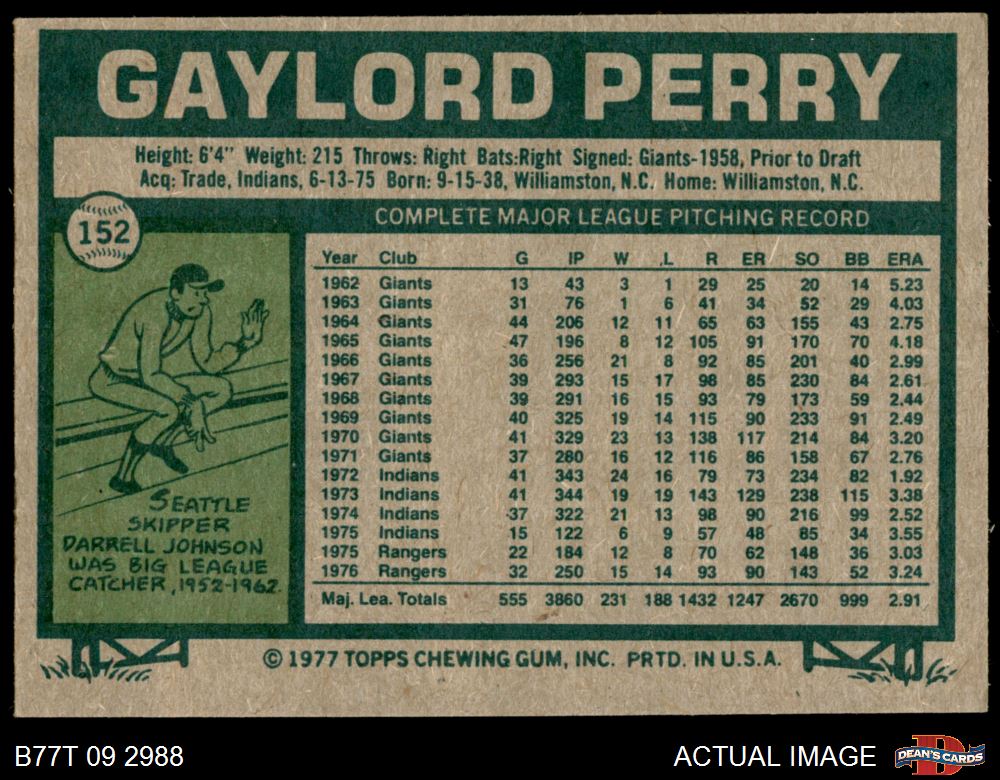 GAYLORD PERRY
Height: 6'4" Weight: 215 Throws: Right Bats:Right Signed: Giants-1958, Prior to Draft
Acq: Trade, Indians, 6-13-75 Born: 9-15-38, Williamston, N.C. Home: Williamston, N.C.
152
COMPLETE MAJOR LEAGUE PITCHING RECORD
Year Club G IP W L R ER SO BB ERA
1962 Giants 13 43 3 1 29 25 20 14 5.23
1963 Giants 31 76 1 6 41 34 52 29 4.03
1964 Giants 44 206 12 11 65 63 155 43 2.75
1965 Giants 47 196 8 12 105 91 170 70 4.18
1966 Giants 36 256 21 8 92 85 201 40 2.99
1967 Giants 39 293 15 17 98 85 230 84 2.61
1968 Giants 39 291 16 15 93 79 173 59 2.44
1969 Giants 40 325 19 14 115 90 233 91 2.49
1970 Giants 41 329 23 13 138 117 214 84 3.20
1971 Giants 37 280 16 12 116 86 158 67 2.76
1972 Indians 41 343 24 16 79 73 234 82 1.92
1973 Indians 41 344 19 19 143 129 238 115 3.38
1974 Indians 37 322 21 13 98 90 216 99 2.52
1975 Indians 15 122 6 9 57 48 85 34 3.55
1975 Rangers 22 184 12 8 70 62 148 36 3.03
1976 Rangers 32 250 15 14 93 90 143 52 3.24
Maj. Lea. Totals 555 3860 231 188 1432 1247 2670 999 2.91
SEATTLE
SKIPPER
DARRELL JOHNSON
WAS BIG LEAGUE
CATCHER, 1952-1962.
© 1977 TOPPS CHEWING GUM, INC. PRTD. IN U.S.A.
B77T 09 2988
ACTUAL IMAGE
D
DEAN'S CARDS